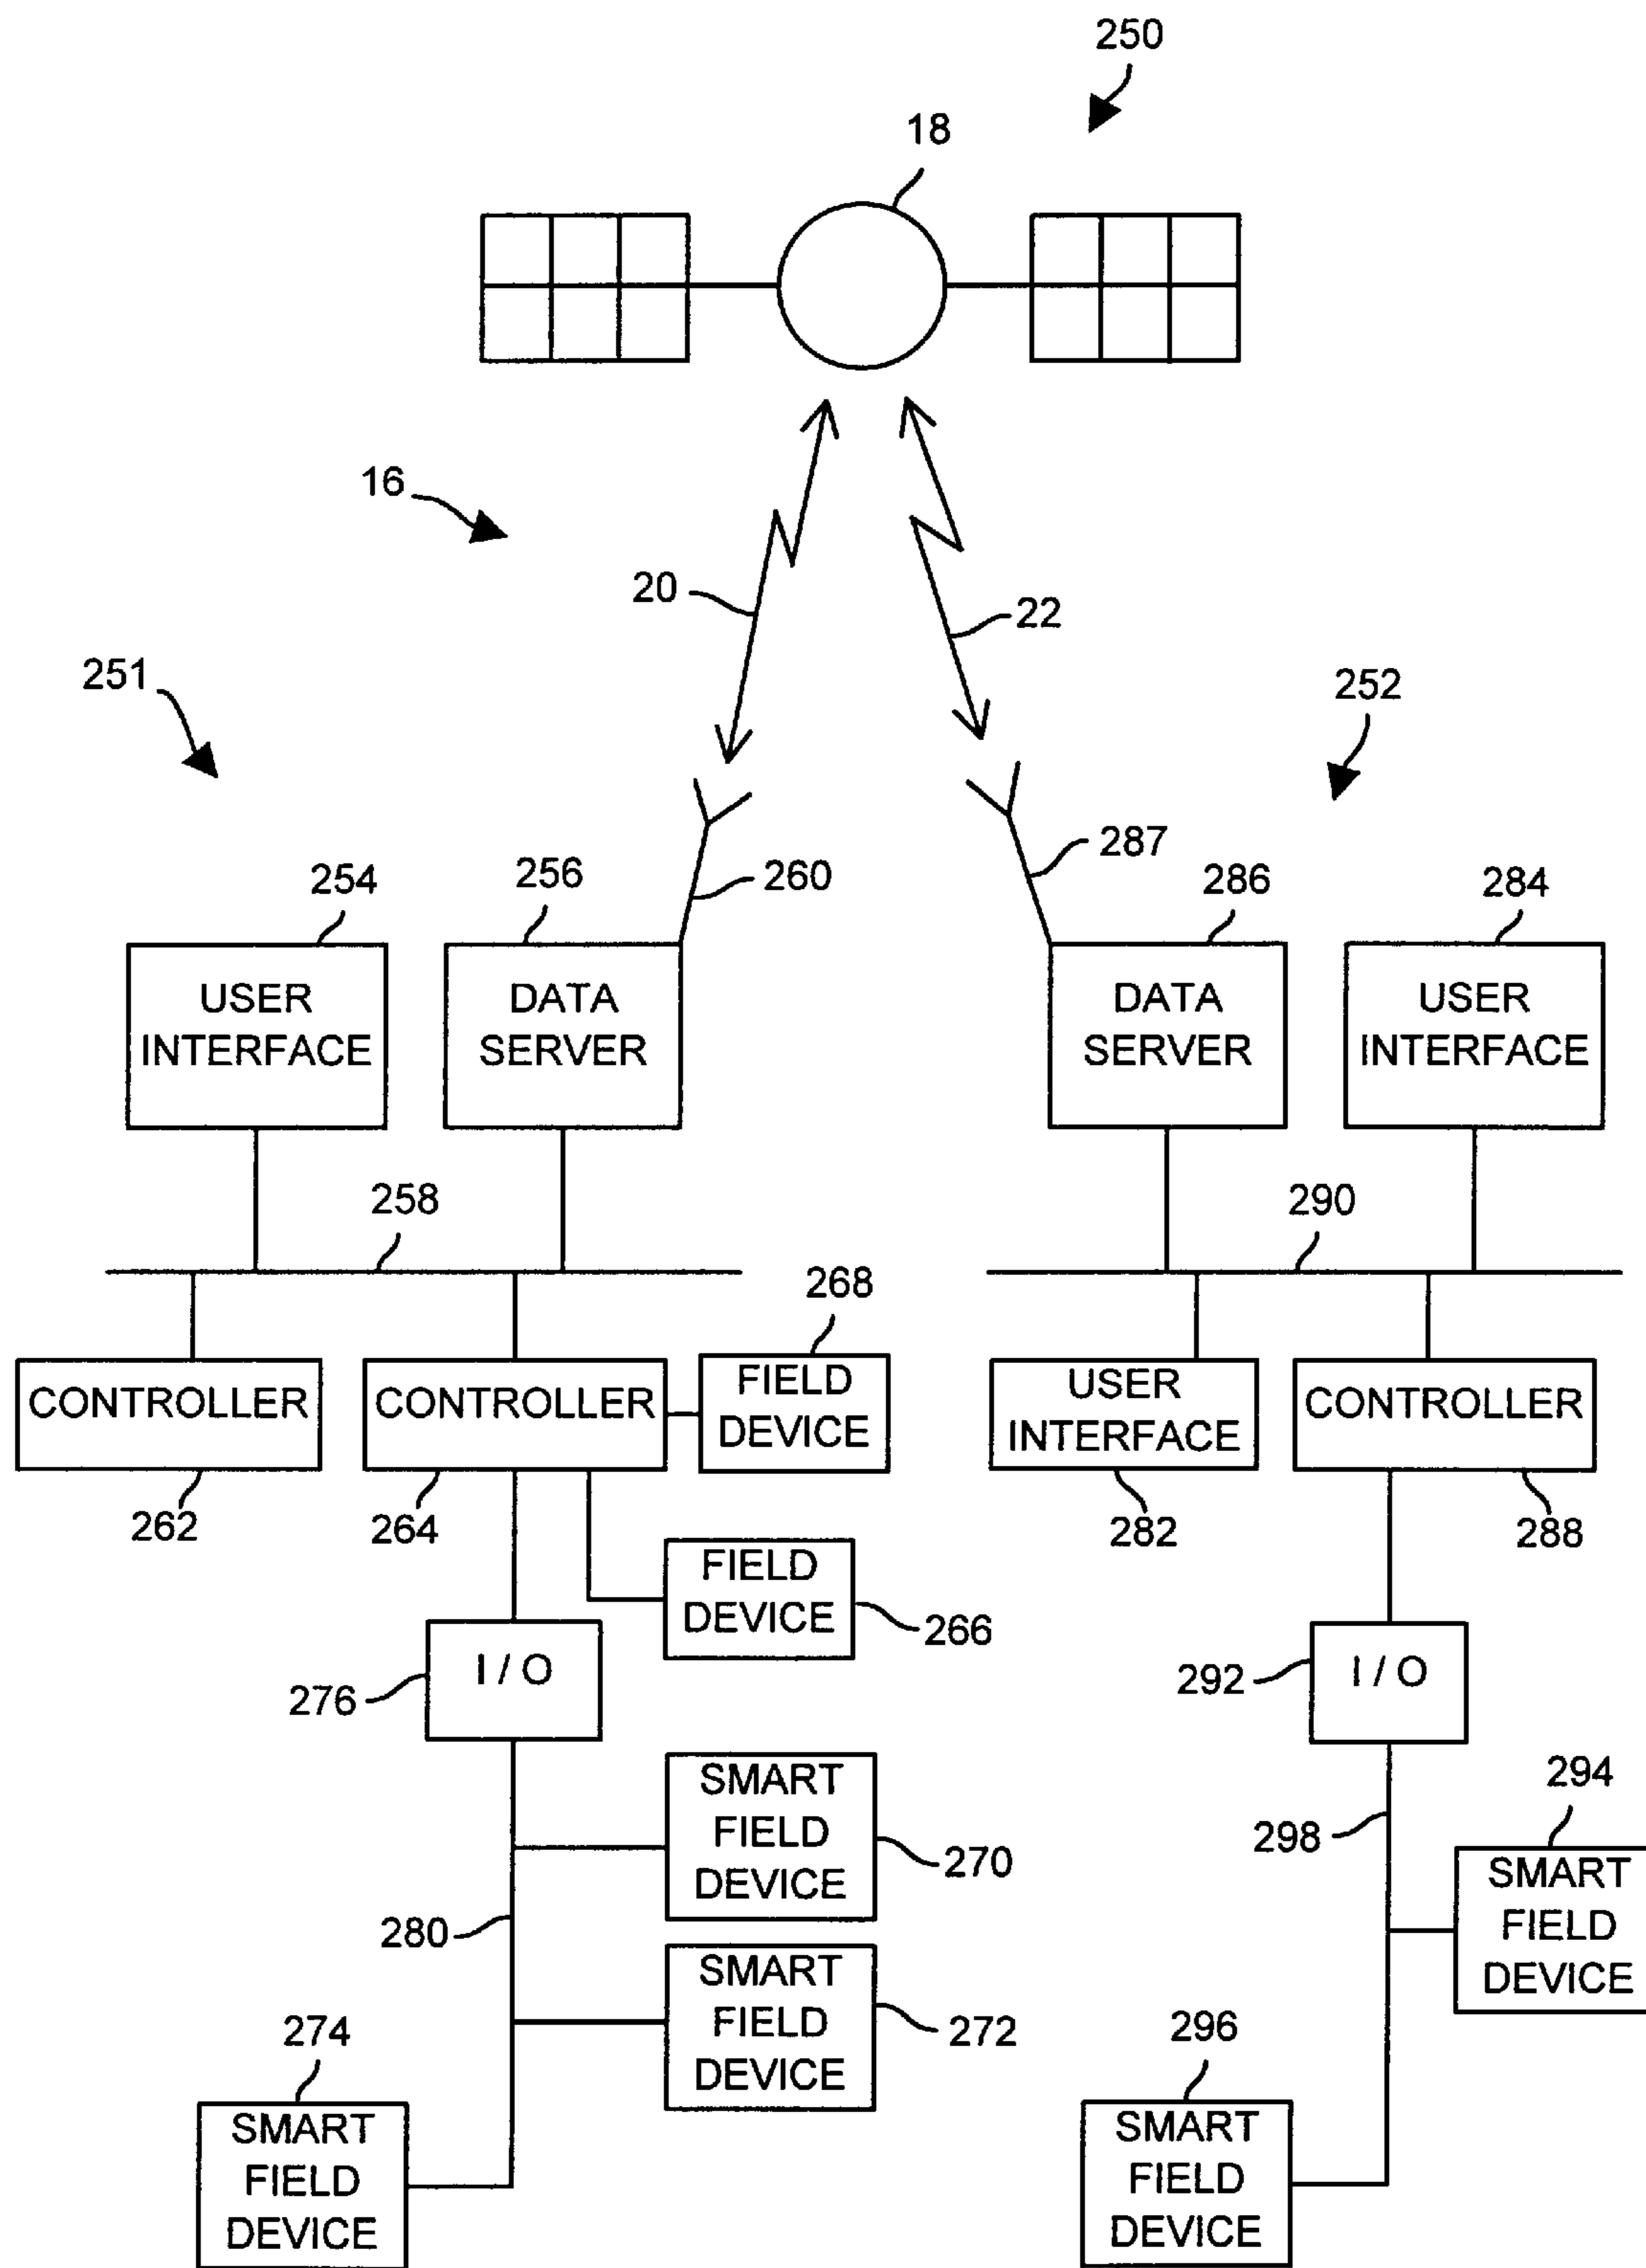 250
18
16
20
22
251
252
287
260
254
256
286
284
USER
INTERFACE
DATA
SERVER
DATA
SERVER
USER
INTERFACE
258
290
268
CONTROLLER
CONTROLLER
FIELD
DEVICE
USER
INTERFACE
CONTROLLER
262
264
282
288
FIELD
DEVICE
266
I / O
276
292
I / O
SMART
FIELD
DEVICE
270
294
298
SMART
FIELD
DEVICE
280
SMART
FIELD
DEVICE
272
274
296
SMART
FIELD
DEVICE
SMART
FIELD
DEVICE